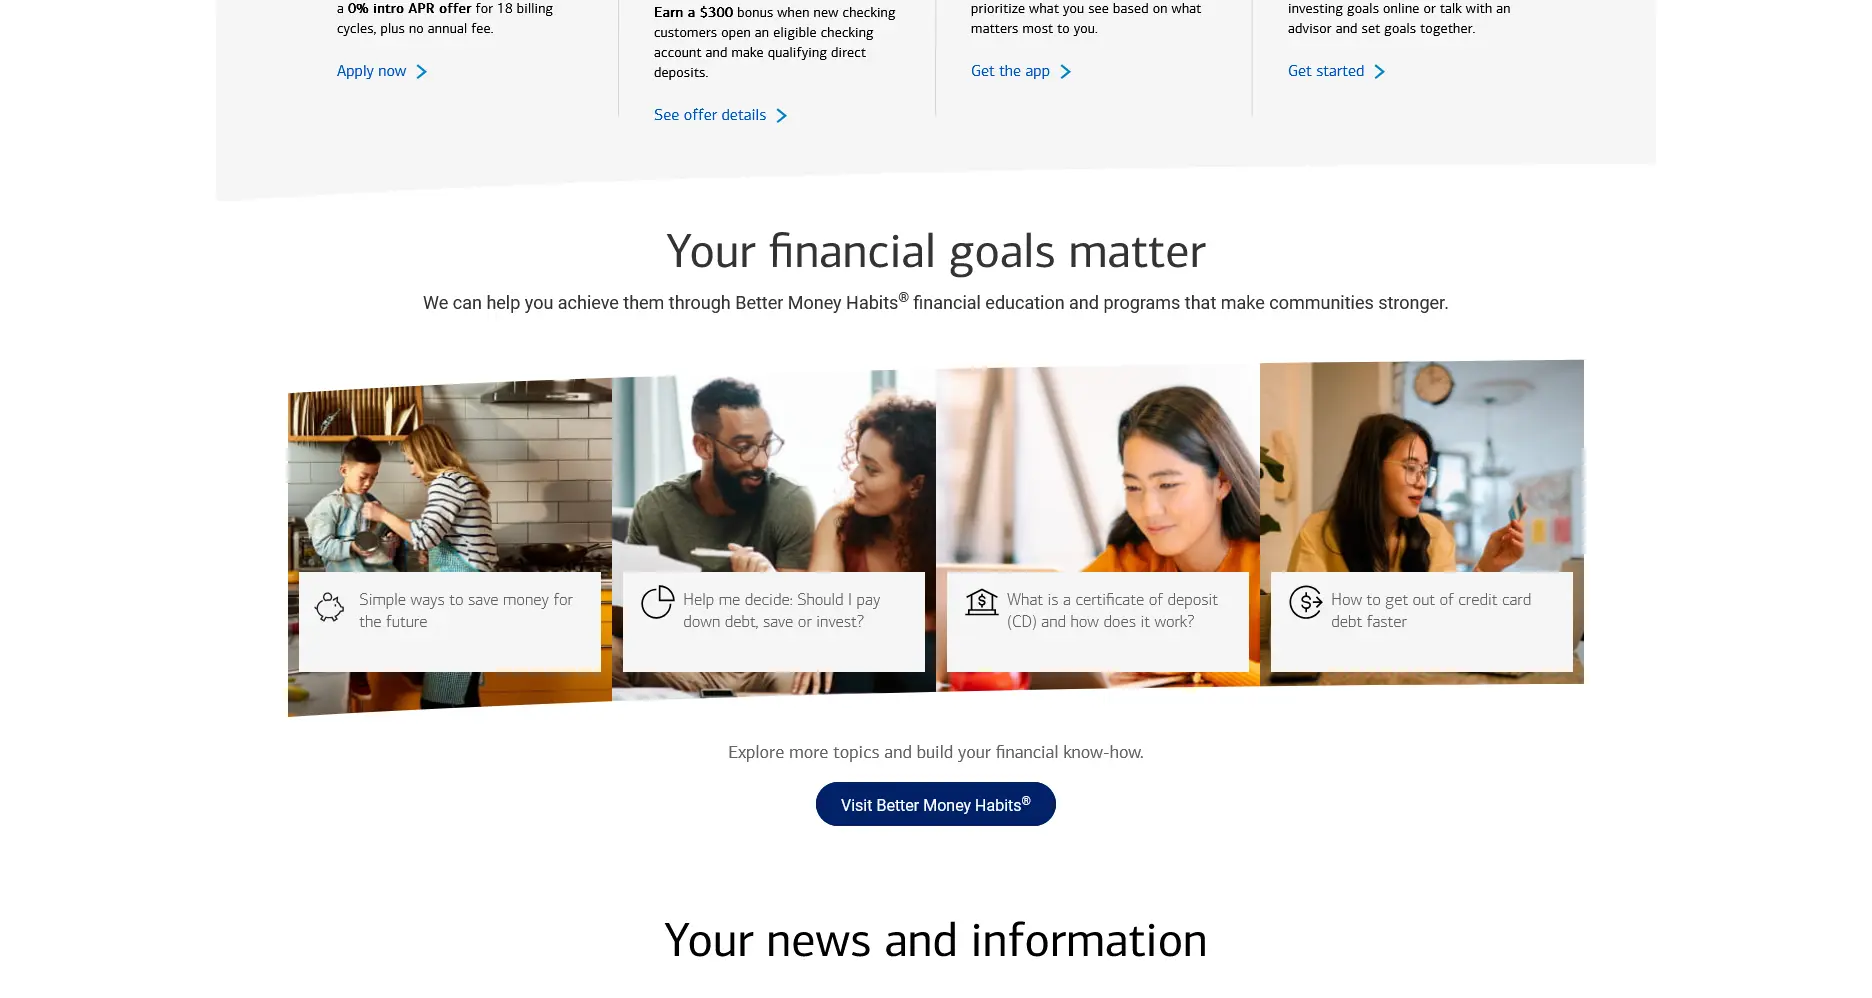 a 0% intro APR offer for 18 billing
cycles, plus no annual fee.
Apply now
Earn a $300 bonus when new checking
customers open an eligible checking
account and make qualifying direct
deposits.
See offer details
prioritize what you see based on what
matters most to you.
Get the app
investing goals online or talk with an
advisor and set goals together.
Get started
Your financial goals matter
We can help you achieve them through Better Money Habits® financial education and programs that make communities stronger.
Simple ways to save money for
the future
Help me decide: Should I pay
down debt, save or invest?
What is a certificate of deposit
(CD) and how does it work?
How to get out of credit card
debt faster
Explore more topics and build your financial know-how.
Visit Better Money Habits®
Your news and information